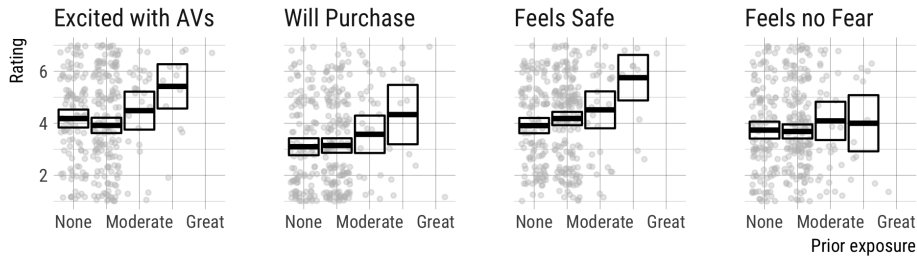 Excited with AVs
Will Purchase
Feels Safe
Feels no Fear
Rating
6
4
2
None Moderate Great
None Moderate Great
None Moderate Great
None Moderate Great
Prior exposure